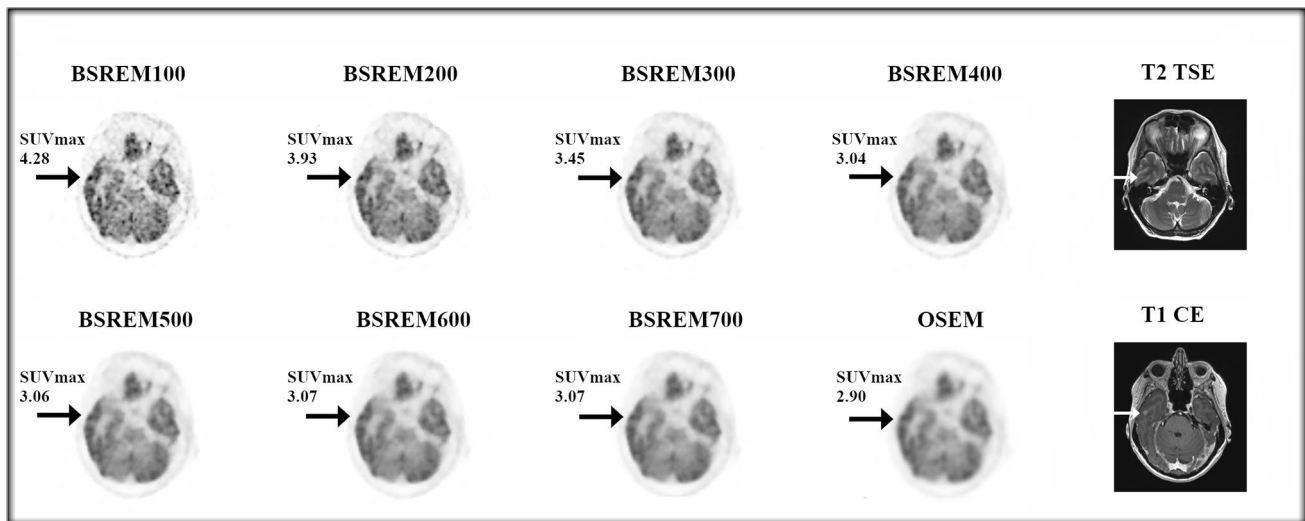 BSREM100
BSREM200
BSREM300
BSREM400
T2 TSE
SUVmax
4.28
SUVmax
3.93
SUVmax
3.45
SUVmax
3.04
BSREM500
BSREM600
BSREM700
OSEM
T1 CE
SUVmax
3.06
SUVmax
3.07
SUVmax
3.07
SUVmax
2.90